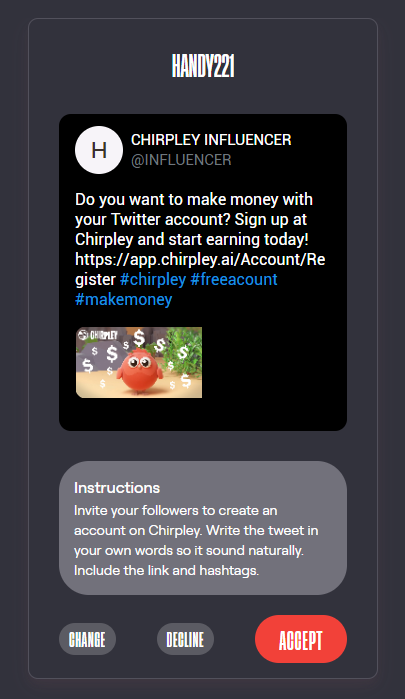 HANDY221
H
CHIRPLEY INFLUENCER
@INFLUENCER
Do you want to make money with
your Twitter account? Sign up at
Chirpley and start earning today!
https://app.chirpley.ai/Account/Re
gister #chirpley #freeacount
#makemoney
CHIRPLEY
Instructions
Invite your followers to create an
account on Chirpley. Write the tweet in
your own words so it sound naturally.
Include the link and hashtags.
CHANGE DECLINE ACCEPT